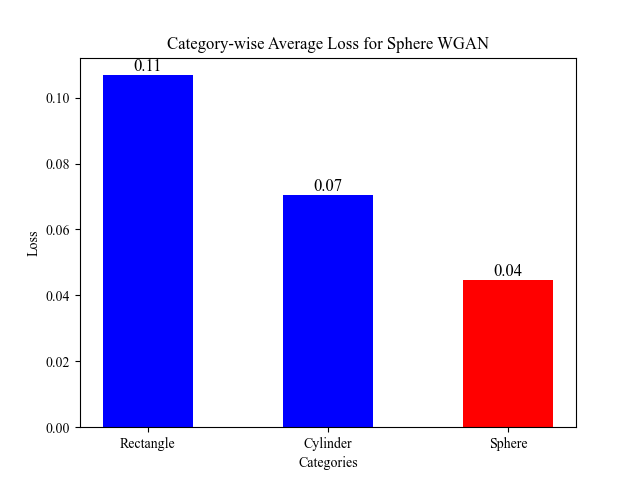 Category-wise Average Loss for Sphere WGAN
0.11
0.07
0.04
0.10
0.08
0.06
0.04
0.02
0.00
Loss
Rectangle
Cylinder
Sphere
Categories